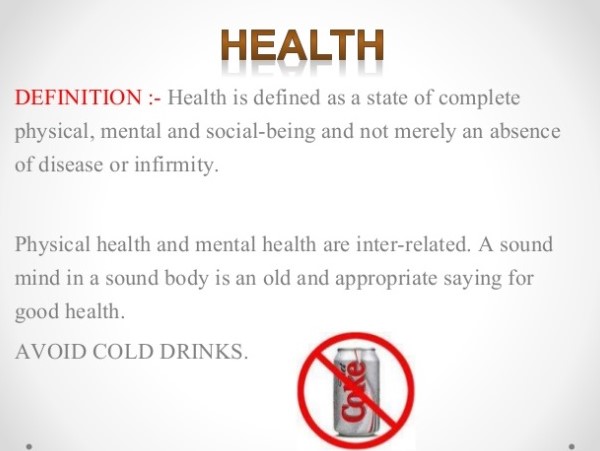 HEALTH
DEFINITION :- Health is defined as a state of complete
physical, mental and social-being and not merely an absence
of disease or infirmity.
Physical health and mental health are inter-related. A sound
mind in a sound body is an old and appropriate saying for
good health.
AVOID COLD DRINKS.
Coke